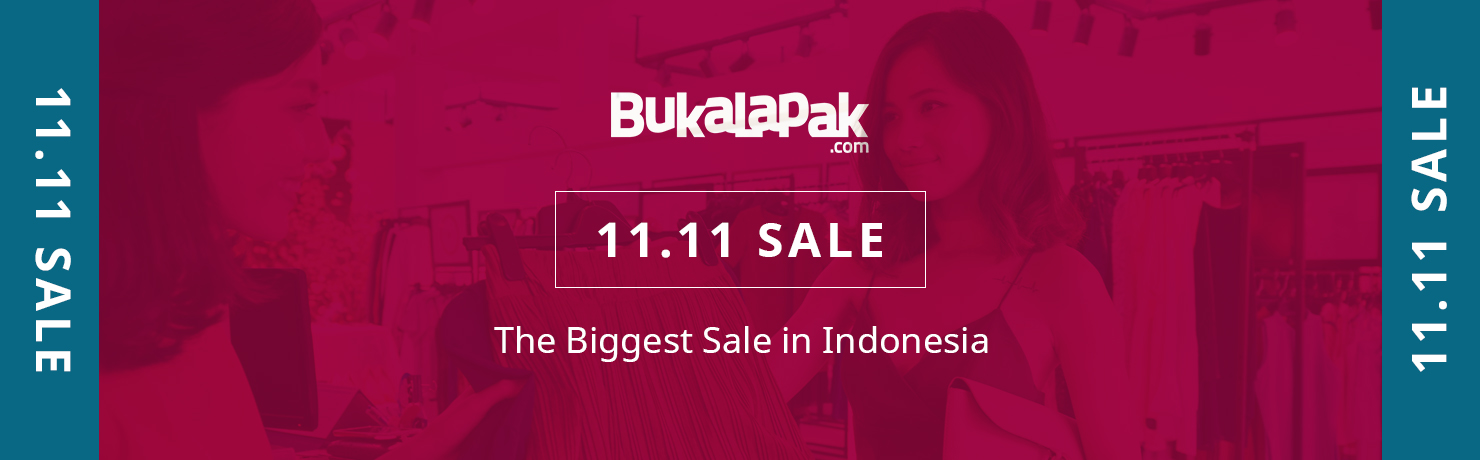 11.11 SALE
BukaLapak
.com
11.11 SALE
The Biggest Sale in Indonesia
11.11 SALE